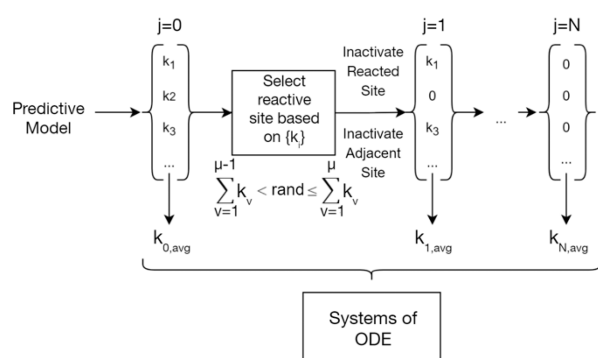 j=0
j=1
j=N
Predictive
Model
k₁
k2
k₃
...
Select
reactive
site based
on {kᵢ}
μ-1
∑ kᵥ < rand ≤ ∑ kᵥ
v=1
μ
v=1
Inactivate
Reacted
Site
Inactivate
Adjacent
Site
k₁
0
k₃
...
...
0
0
0
...
k0,avg
k1,avg
kN,avg
Systems of
ODE